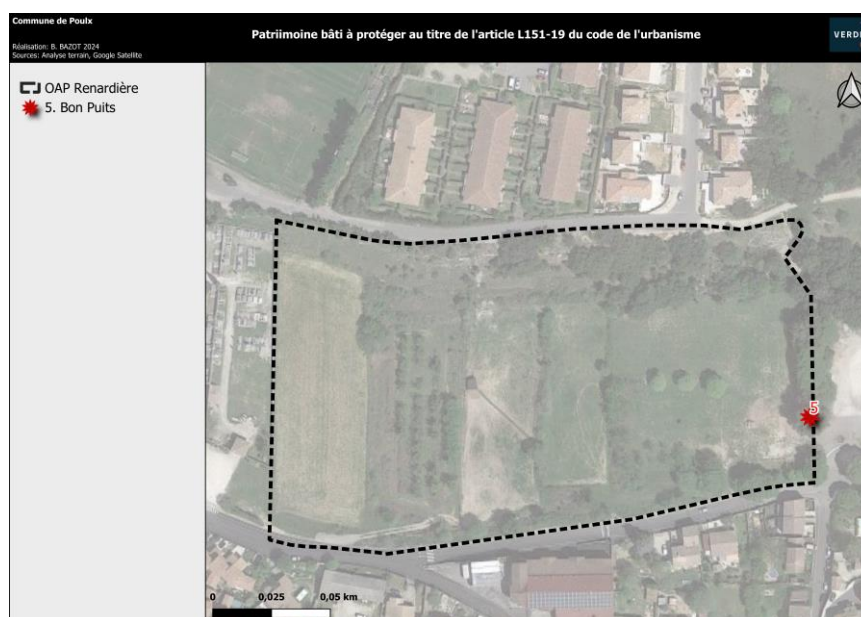 Commune de Poulx
Réalisation: B. BAZOT 2024
Sources: Analyse terrain, Google Satellite
Patriimoine bâti à protéger au titre de l'article L151-19 du code de l'urbanisme
VERDI
OAP Renardière
5. Bon Puits
5
0 0,025 0,05 km